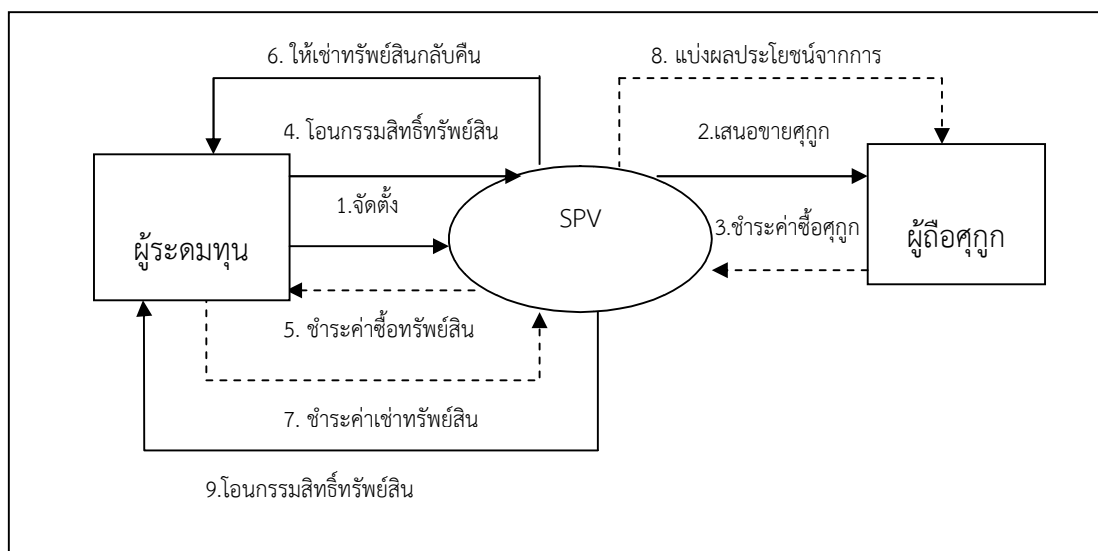 6. ให้เช่าทรัพย์สินกลับคืน
8. แบ่งผลประโยชน์จากการ
4. โอนกรรมสิทธิ์ทรัพย์สิน
2.เสนอขายศุกูก
1.จัดตั้ง
SPV
3.ชำระค่าซื้อศุกูก
ผู้ระดมทุน
ผู้ถือศุกูก
5. ชำระค่าซื้อทรัพย์สิน
7. ชำระค่าเช่าทรัพย์สิน
9.โอนกรรมสิทธิ์ทรัพย์สิน